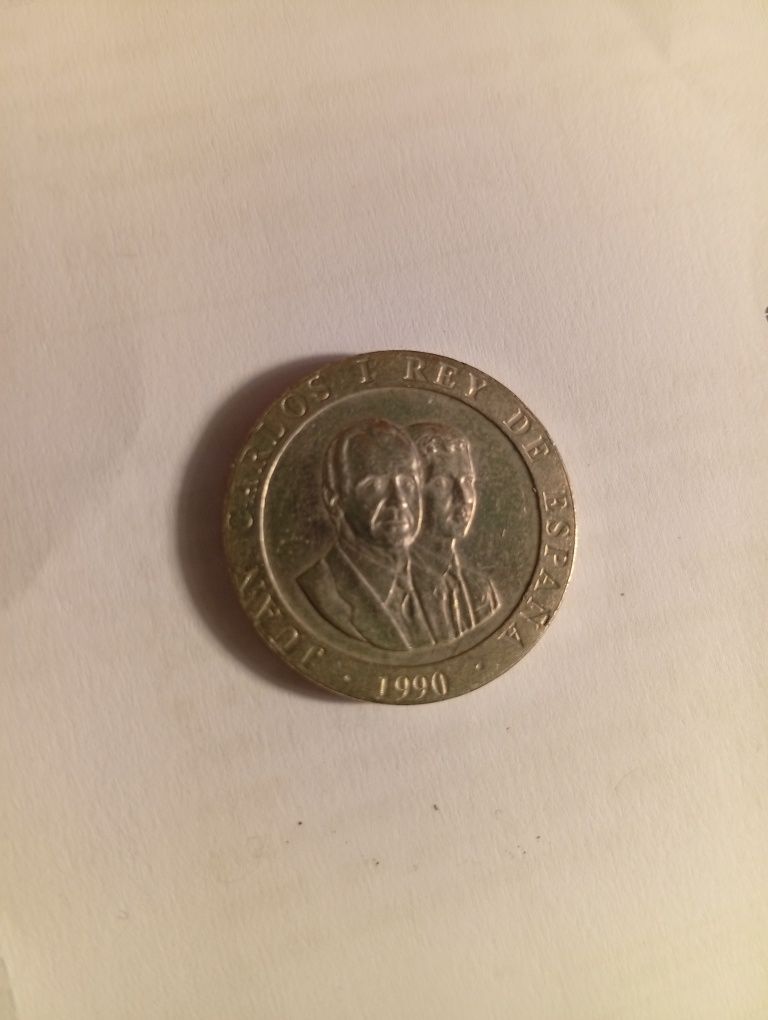 JUAN CARLOS I REY DE ESPAÑA
· 1990 ·